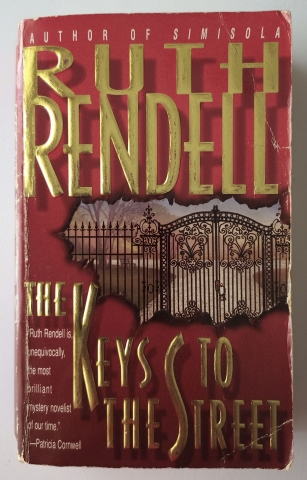 AUTHOR OF SIMISOLA
RUTH
RENDELL
THE
KEYS TO
THE STREET
"Ruth Rendell is,
unequivocally,
the most
brilliant
mystery novelist
of our time."
—Patricia Cornwell